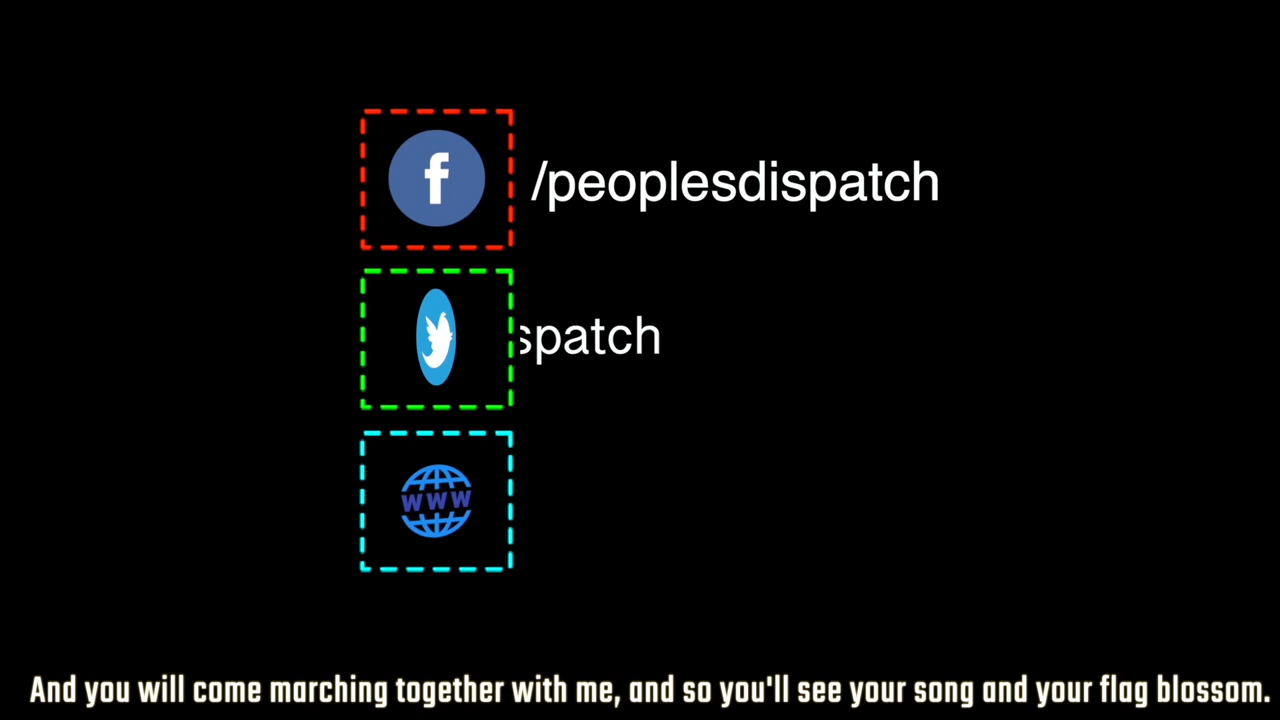 f /peoplesdispatch
spatch
WWW
And you will come marching together with me, and so you'll see your song and your flag blossom.